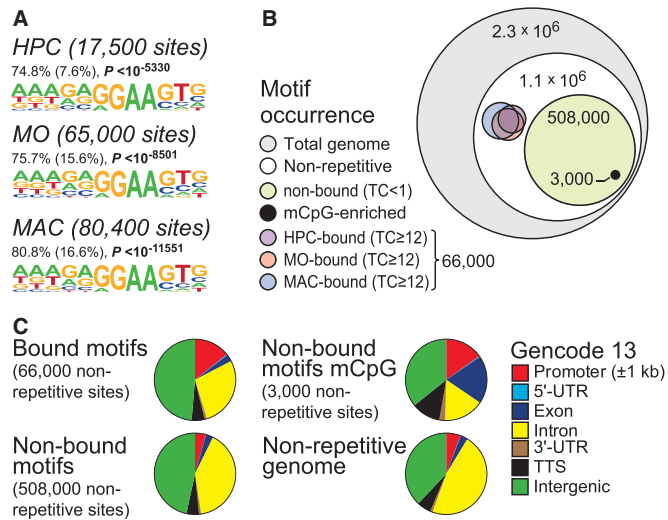 A
HPC (17,500 sites)
74.8% (7.6%), P <10-5330
MO (65,000 sites)
75.7% (15.6%), P <10-8501
MAC (80,400 sites)
80.8% (16.6%), P <10-11551
B
Motif
occurrence
Total genome
Non-repetitive
non-bound (TC<1)
mCpG-enriched
HPC-bound (TC≥12)
MO-bound (TC≥12)
MAC-bound (TC≥12)
66,000
2.3 x 10^6
1.1 x 10^6
508,000
3,000
C
Bound motifs
(66,000 non-
repetitive sites)
Non-bound
motifs mCpG
(3,000 non-
repetitive sites)
Non-bound
motifs
(508,000 non-
repetitive sites)
Non-repetitive
genome
Gencode 13
Promoter (±1 kb)
5'-UTR
Exon
Intron
3'-UTR
TTS
Intergenic